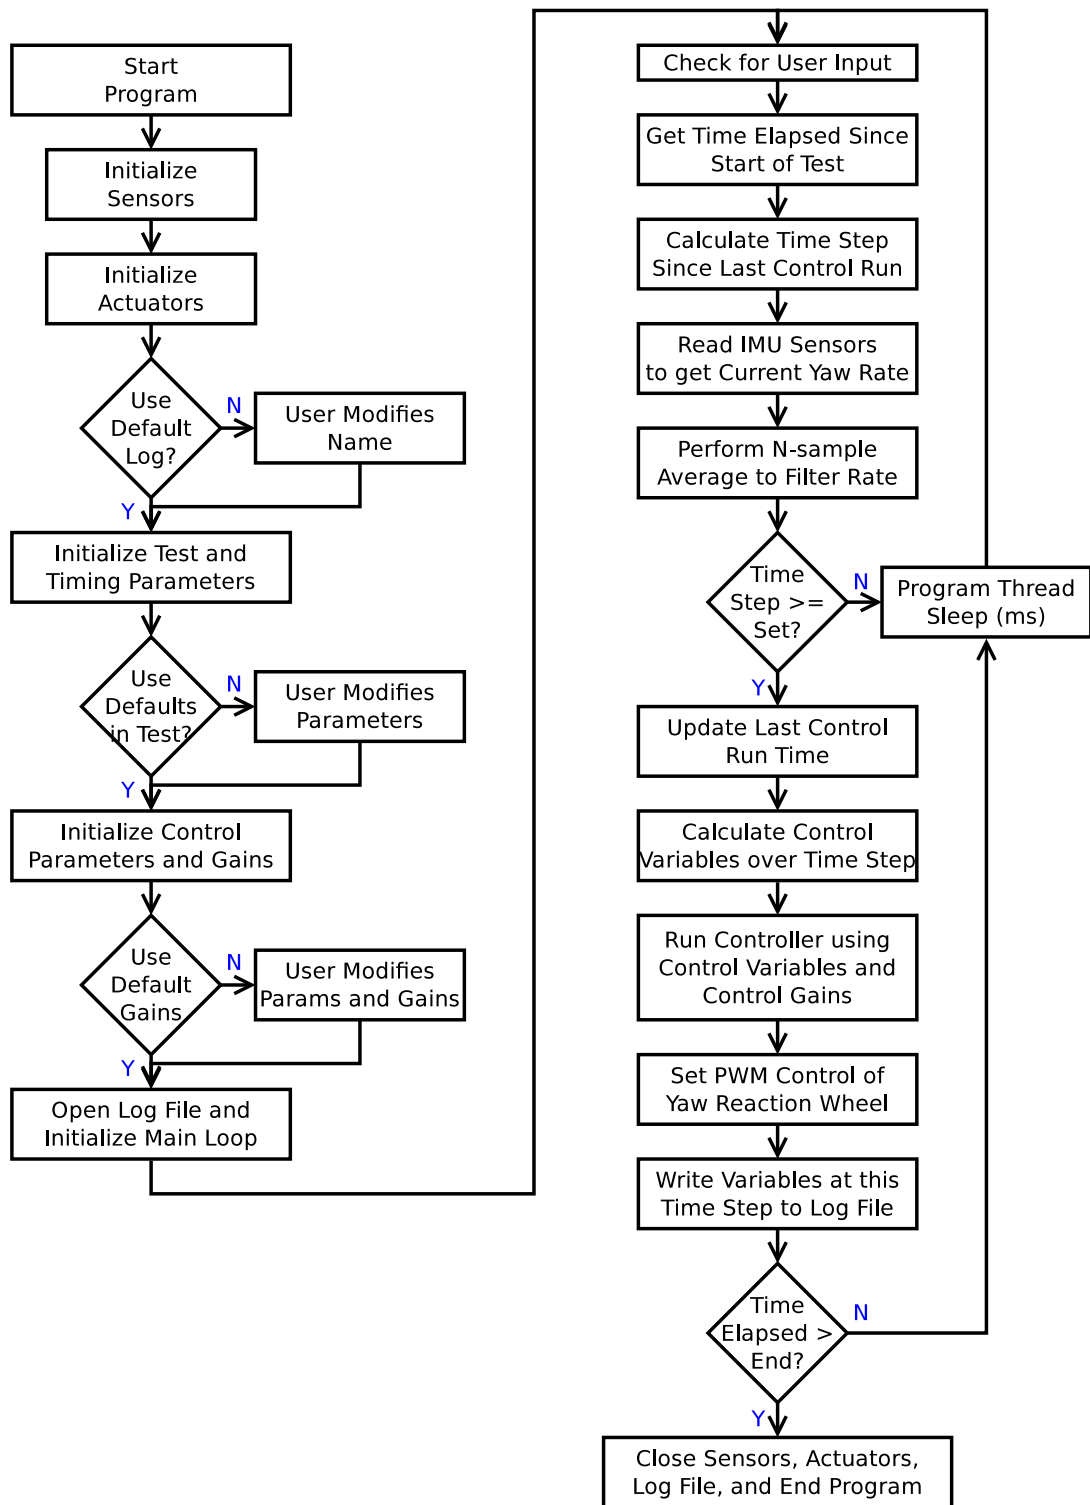 Start
Program
Initialize
Sensors
Initialize
Actuators
Use
Default
Log?
N
User Modifies
Name
Y
Initialize Test and
Timing Parameters
Use
Defaults
in Test?
N
User Modifies
Parameters
Y
Initialize Control
Parameters and Gains
Use
Default
Gains
N
User Modifies
Params and Gains
Y
Open Log File and
Initialize Main Loop
Check for User Input
Get Time Elapsed Since
Start of Test
Calculate Time Step
Since Last Control Run
Read IMU Sensors
to get Current Yaw Rate
Perform N-sample
Average to Filter Rate
Time
Step >=
Set?
N
Program Thread
Sleep (ms)
Y
Update Last Control
Run Time
Calculate Control
Variables over Time Step
Run Controller using
Control Variables and
Control Gains
Set PWM Control of
Yaw Reaction Wheel
Write Variables at this
Time Step to Log File
Time
Elapsed >
End?
N
Y
Close Sensors, Actuators,
Log File, and End Program